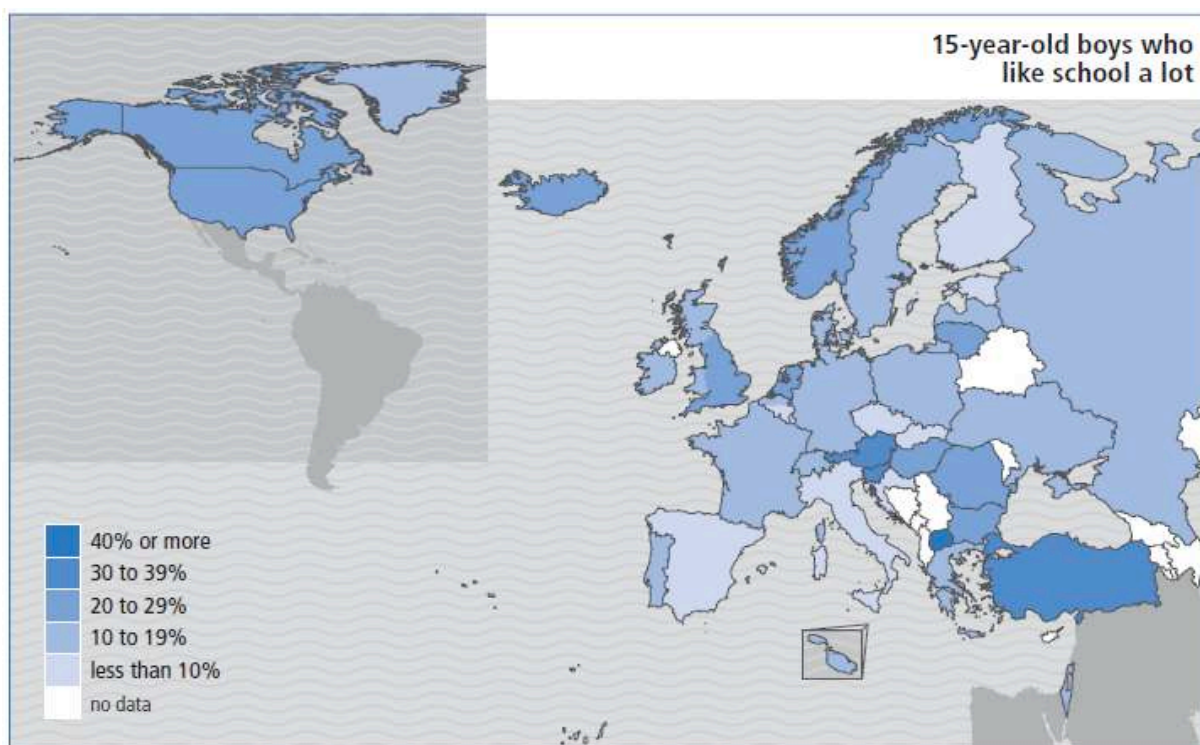 15-year-old boys who
like school a lot
40% or more
30 to 39%
20 to 29%
10 to 19%
less than 10%
no data